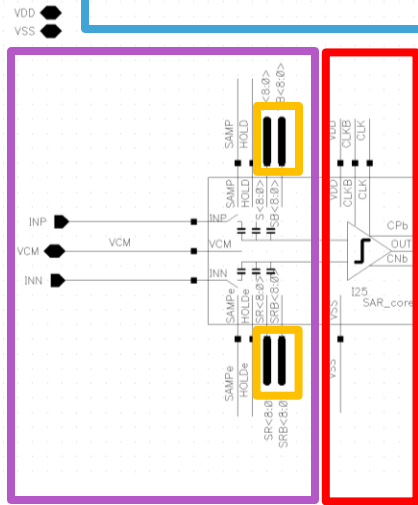 VDD
VSS
SAMP
HOLD
S<8:0>
SB<8:0>
VDD
CLKB
CLK
SAMP
HOLD
S<8:0>
SB<8:0>
VDD
CLKB
CLK
INP
INP
CPb
VCM
VCM
VCM
OUT
CNb
INN
INN
I25
SAR_core
SAMPe
HOLDe
SR<8:0>
SRB<8:0>
VSS
SAMPe
HOLDe
SR<8:0>
SRB<8:0>
VSS